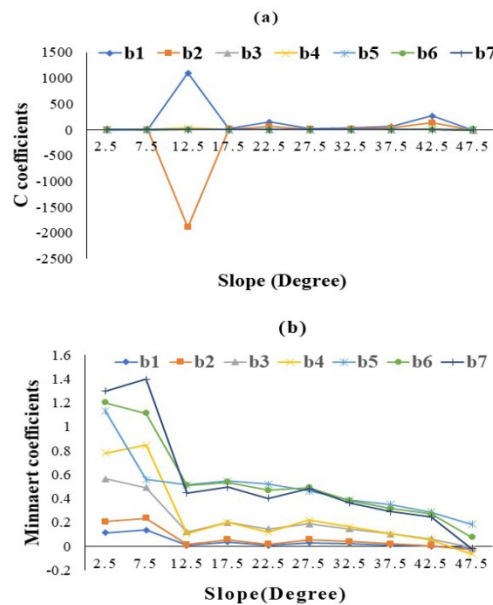 (a)
b1 b2 b3 b4 b5 b6 b7
1500
1000
500
0
-500
-1000
-1500
-2000
-2500
2.5 7.5 12.5 17.5 22.5 27.5 32.5 37.5 42.5 47.5
C coefficients
Slope (Degree)
(b)
b1 b2 b3 b4 b5 b6 b7
1.6
1.4
1.2
1
0.8
0.6
0.4
0.2
0
-0.2
2.5 7.5 12.5 17.5 22.5 27.5 32.5 37.5 42.5 47.5
Minnaert coefficients
Slope(Degree)